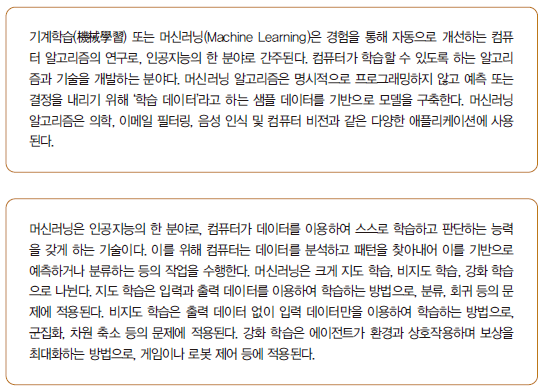 기계학습(機械學習) 또는 머신러닝(Machine Learning)은 경험을 통해 자동으로 개선하는 컴퓨
터 알고리즘의 연구로, 인공지능의 한 분야로 간주된다. 컴퓨터가 학습할 수 있도록 하는 알고리
즘과 기술을 개발하는 분야다. 머신러닝 알고리즘은 명시적으로 프로그래밍하지 않고 예측 또는
결정을 내리기 위해 '학습 데이터'라고 하는 샘플 데이터를 기반으로 모델을 구축한다. 머신러닝
알고리즘은 의학, 이메일 필터링, 음성 인식 및 컴퓨터 비전과 같은 다양한 애플리케이션에 사용
된다.
머신러닝은 인공지능의 한 분야로, 컴퓨터가 데이터를 이용하여 스스로 학습하고 판단하는 능력
을 갖게 하는 기술이다. 이를 위해 컴퓨터는 데이터를 분석하고 패턴을 찾아내어 이를 기반으로
예측하거나 분류하는 등의 작업을 수행한다. 머신러닝은 크게 지도 학습, 비지도 학습, 강화 학습
으로 나뉜다. 지도 학습은 입력과 출력 데이터를 이용하여 학습하는 방법으로, 분류, 회귀 등의 문
제에 적용된다. 비지도 학습은 출력 데이터 없이 입력 데이터만을 이용하여 학습하는 방법으로,
군집화, 차원 축소 등의 문제에 적용된다. 강화 학습은 에이전트가 환경과 상호작용하며 보상을
최대화하는 방법으로, 게임이나 로봇 제어 등에 적용된다.